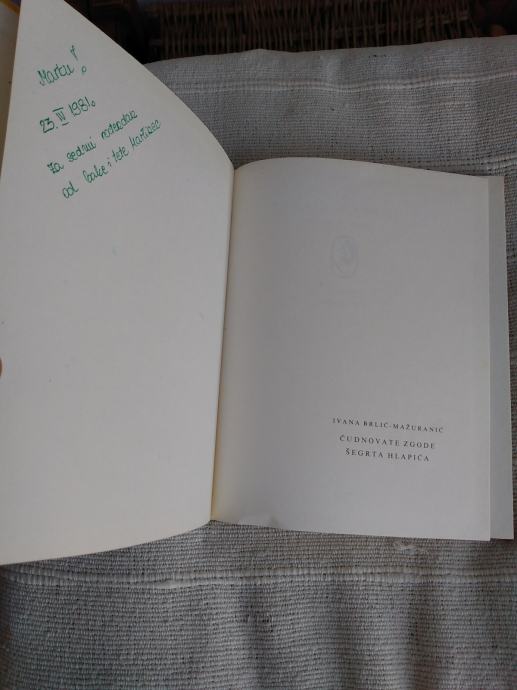 Marku!
23. IV 1981.
Za sedmi rođendan
od bake i tete
IVANA BRLIĆ-MAŽURANIĆ
ČUDNOVATE ZGODE
ŠEGRTA HLAPIĆA